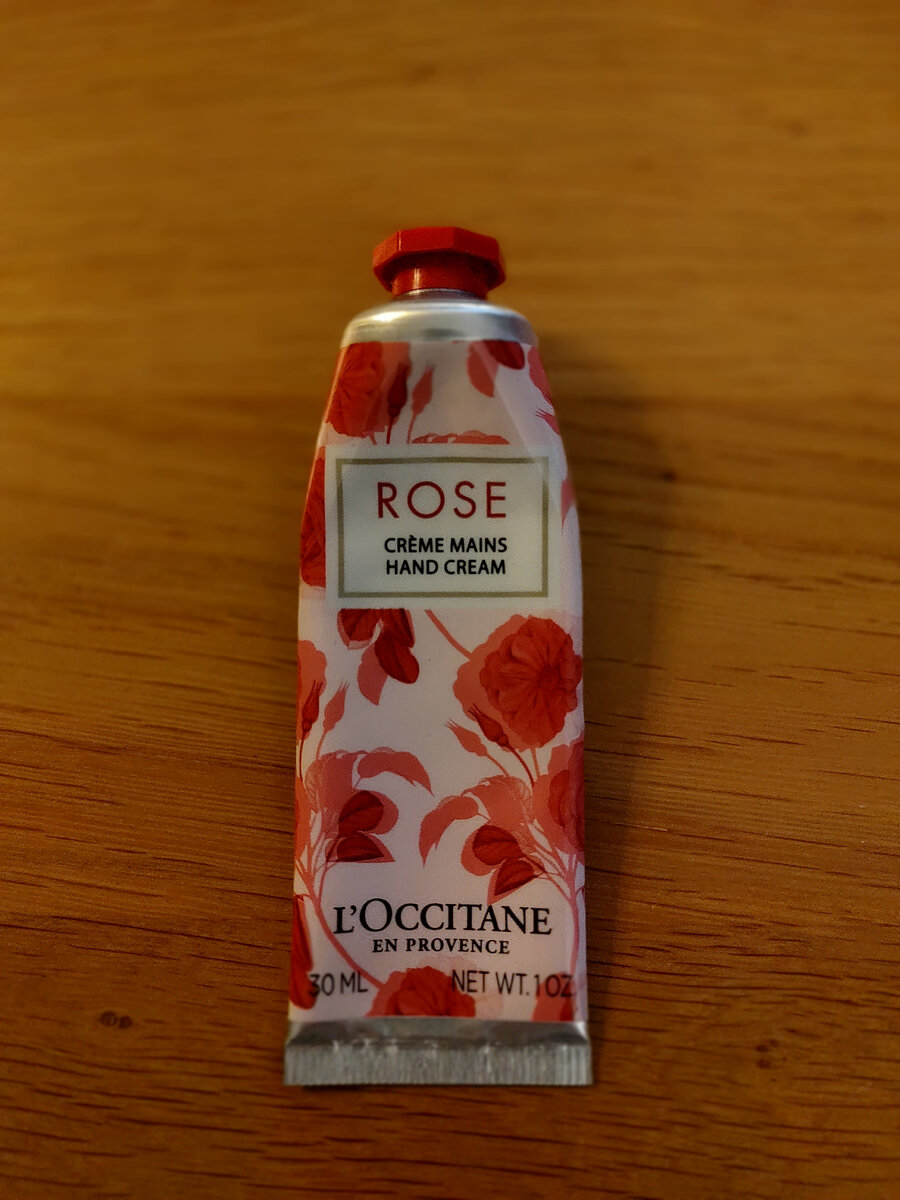 ROSE
CRÈME MAINS
HAND CREAM
L'OCCITANE
EN PROVENCE
30 ML NET WT. 1 OZ.